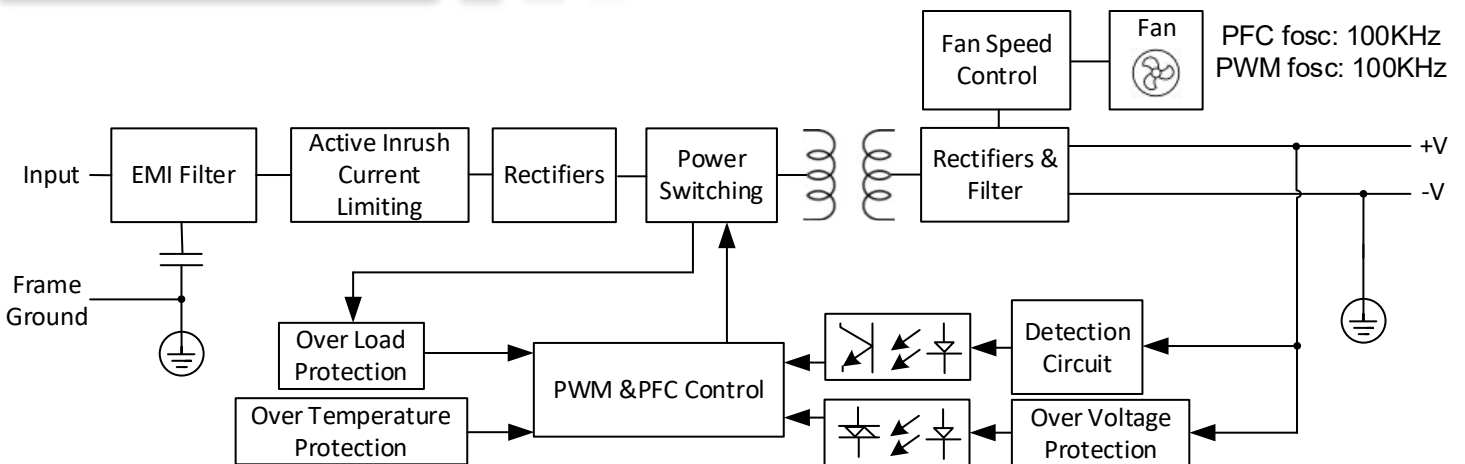 Fan Speed
Control
Fan
PFC fosc: 100KHz
PWM fosc: 100KHz
Input
EMI Filter
Active Inrush
Current
Limiting
Rectifiers
Power
Switching
Rectifiers &
Filter
+V
-V
Frame
Ground
Over Load
Protection
PWM &PFC Control
Detection
Circuit
Over Temperature
Protection
Over Voltage
Protection